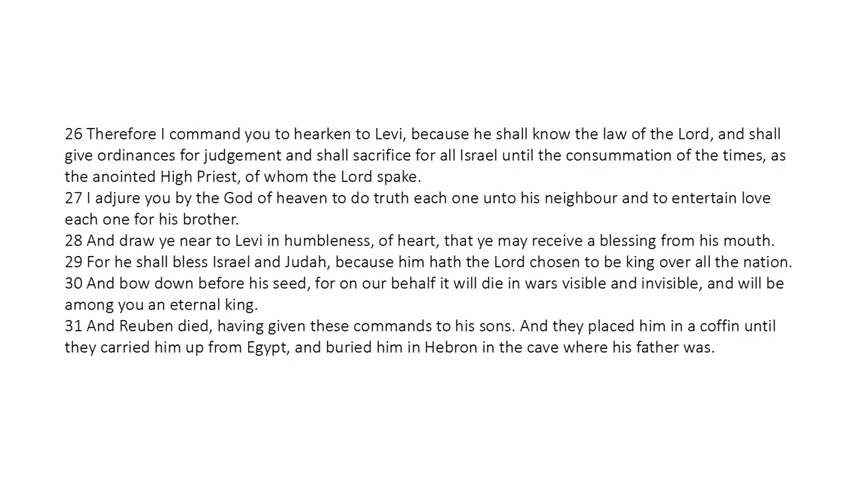 26 Therefore I command you to hearken to Levi, because he shall know the law of the Lord, and shall
give ordinances for judgement and shall sacrifice for all Israel until the consummation of the times, as
the anointed High Priest, of whom the Lord spake.
27 I adjure you by the God of heaven to do truth each one unto his neighbour and to entertain love
each one for his brother.
28 And draw ye near to Levi in humbleness, of heart, that ye may receive a blessing from his mouth.
29 For he shall bless Israel and Judah, because him hath the Lord chosen to be king over all the nation.
30 And bow down before his seed, for on our behalf it will die in wars visible and invisible, and will be
among you an eternal king.
31 And Reuben died, having given these commands to his sons. And they placed him in a coffin until
they carried him up from Egypt, and buried him in Hebron in the cave where his father was.